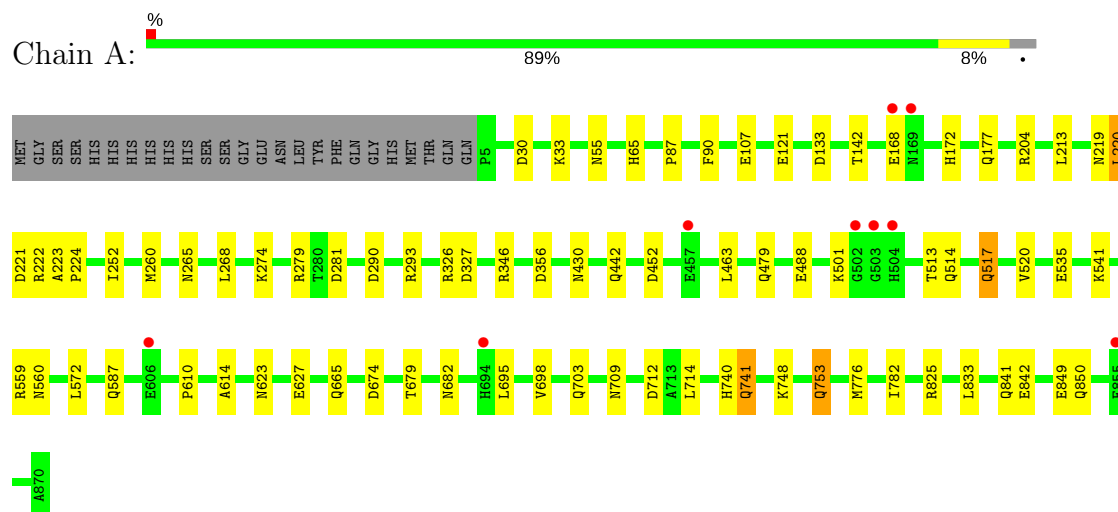 %
Chain A:
89% 8% •
MET GLY SER SER HIS HIS HIS HIS HIS HIS SER SER GLY GLU ASN LEU TYR PHE GLN GLY HIS MET THR GLN GLN P5 D30 K33 N55 H65 P87 F90 E107 E121 D133 T142 E168 N169 H172 Q177 R204 L213 N219 L220
D221 R222 A223 P224 I252 M260 N265 L268 K274 R279 T280 D281 D290 R293 R326 D327 R346 D356 N430 Q442 D452 E457 L463 Q479 E488 K501 G502 G503 H504 T513 Q514 Q517 V520 E535 K541
R559 N560 L572 Q587 E606 P610 A614 N623 E627 Q665 D674 T679 N682 H694 L695 V698 Q703 N709 D712 A713 L714 H740 Q741 K748 Q753 M776 I782 R825 L833 Q841 E842 E849 Q850 E855
A870